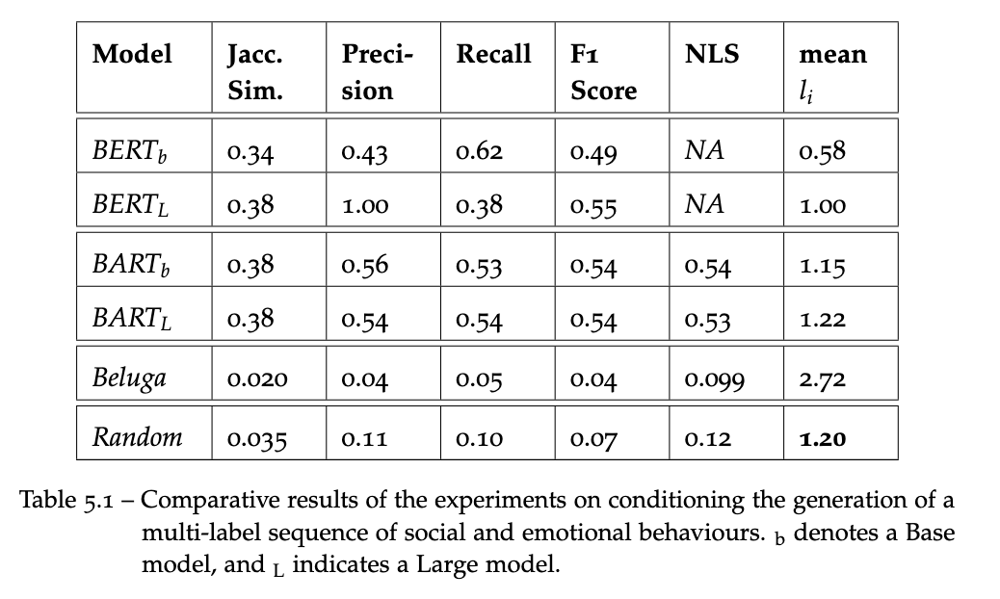 Model Jacc. Sim. Preci-sion Recall F1 Score NLS mean l_i
BERT_b 0.34 0.43 0.62 0.49 NA 0.58
BERT_L 0.38 1.00 0.38 0.55 NA 1.00
BART_b 0.38 0.56 0.53 0.54 0.54 1.15
BART_L 0.38 0.54 0.54 0.54 0.53 1.22
Beluga 0.020 0.04 0.05 0.04 0.099 2.72
Random 0.035 0.11 0.10 0.07 0.12 1.20
Table 5.1 – Comparative results of the experiments on conditioning the generation of a
multi-label sequence of social and emotional behaviours. b denotes a Base
model, and L indicates a Large model.